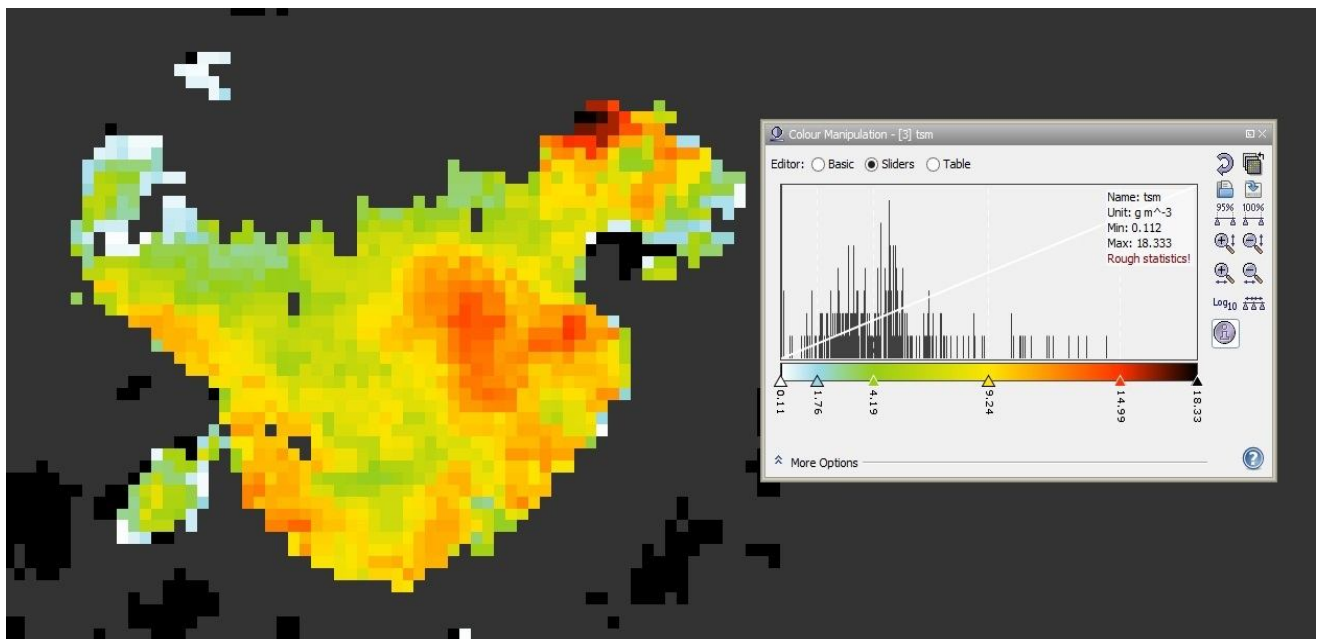 Colour Manipulation - [3] tsm
Editor: Basic Sliders Table
Name: tsm
Unit: g m^-3
Min: 0.112
Max: 18.333
Rough statistics!
95% 100%
Log10
0.11 1.76 4.19 9.24 14.99 18.33
More Options